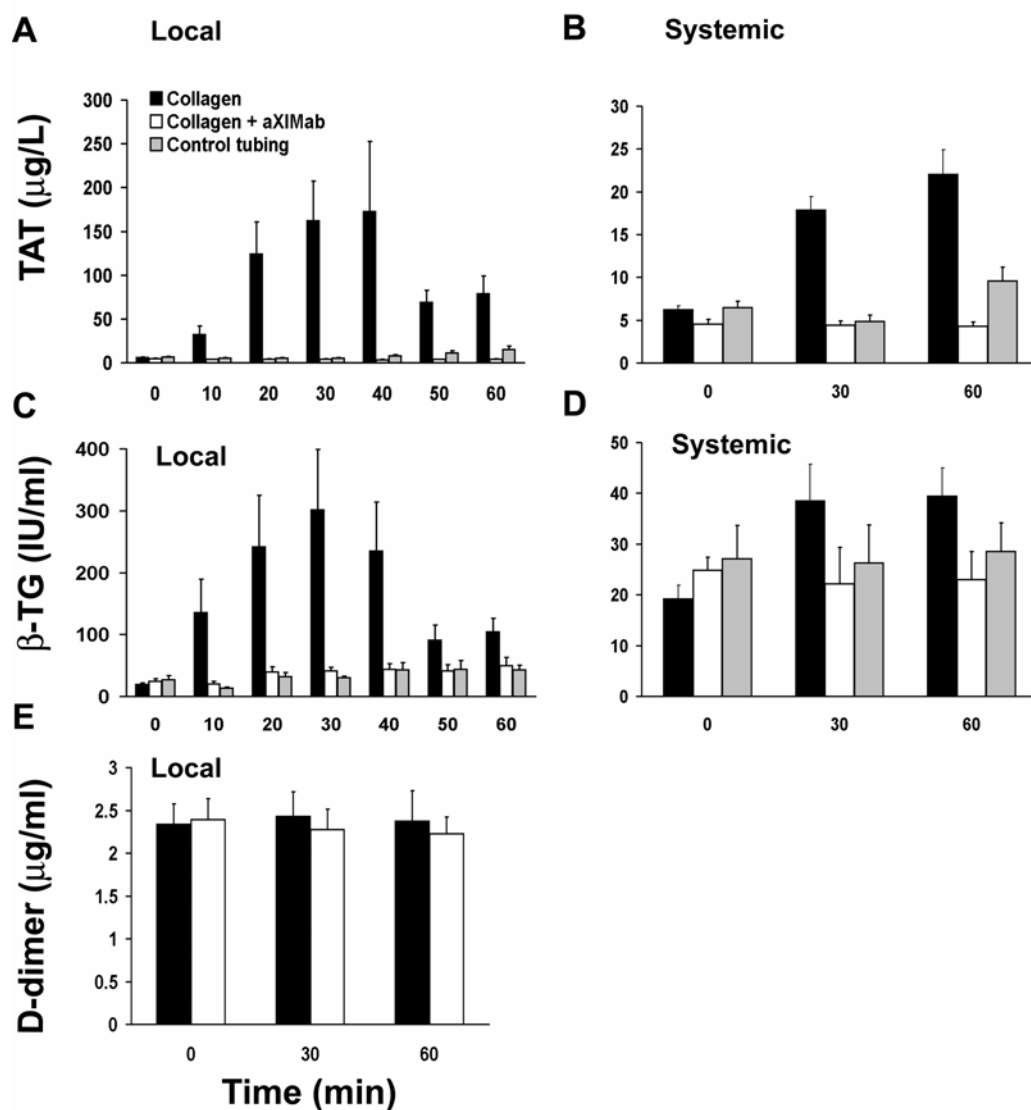 A Local
B Systemic
TAT (μg/L)
Collagen
Collagen + aXIMab
Control tubing
300
250
200
150
100
50
0
0 10 20 30 40 50 60
30
25
20
15
10
5
0
0 30 60
C Local
D Systemic
β-TG (IU/ml)
400
300
200
100
0
0 10 20 30 40 50 60
50
40
30
20
10
0
0 30 60
E Local
D-dimer (μg/ml)
3
2.5
2
1.5
1
0.5
0
0 30 60
Time (min)